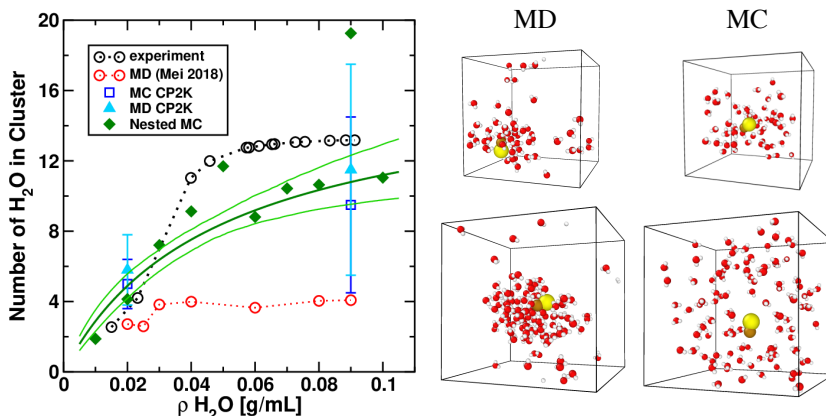 MD MC
20
16
12
8
4
0
Number of H2O in Cluster
experiment
MD (Mei 2018)
MC CP2K
MD CP2K
Nested MC
0 0.02 0.04 0.06 0.08 0.1
ρ H2O [g/mL]